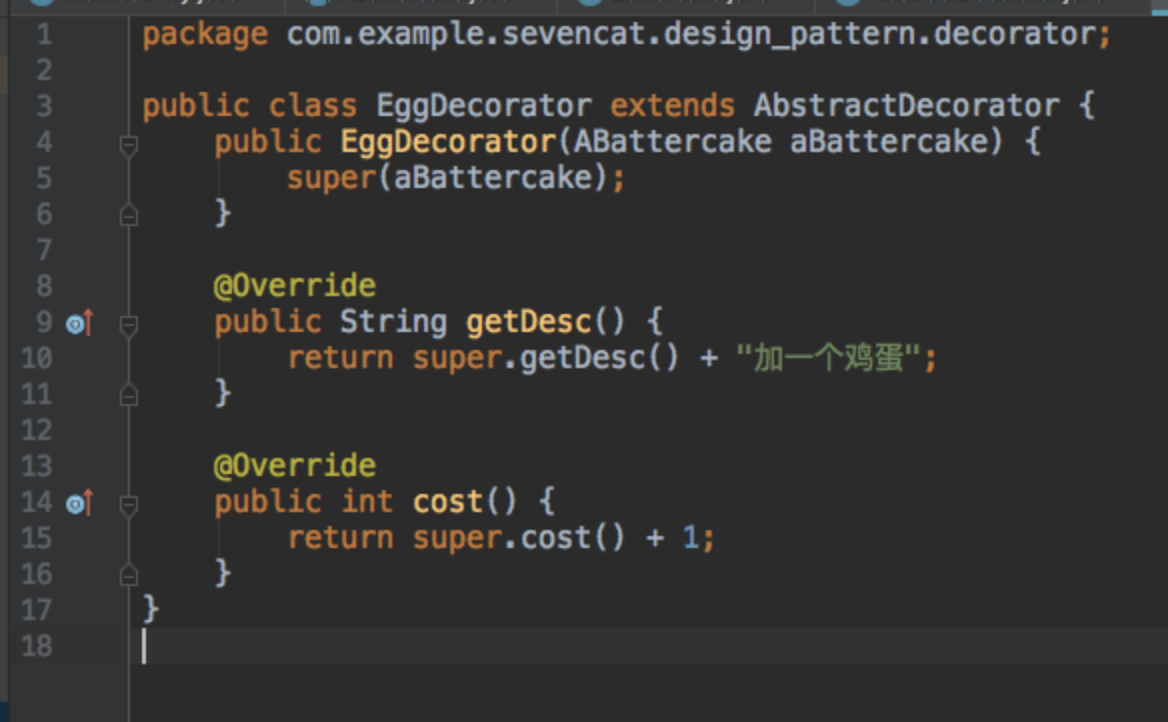 1 package com.example.sevencat.design_pattern.decorator;
2
3 public class EggDecorator extends AbstractDecorator {
4     public EggDecorator(ABattercake aBattercake) {
5         super(aBattercake);
6     }
7
8     @Override
9     public String getDesc() {
10         return super.getDesc() + "加一个鸡蛋";
11     }
12
13     @Override
14     public int cost() {
15         return super.cost() + 1;
16     }
17 }
18